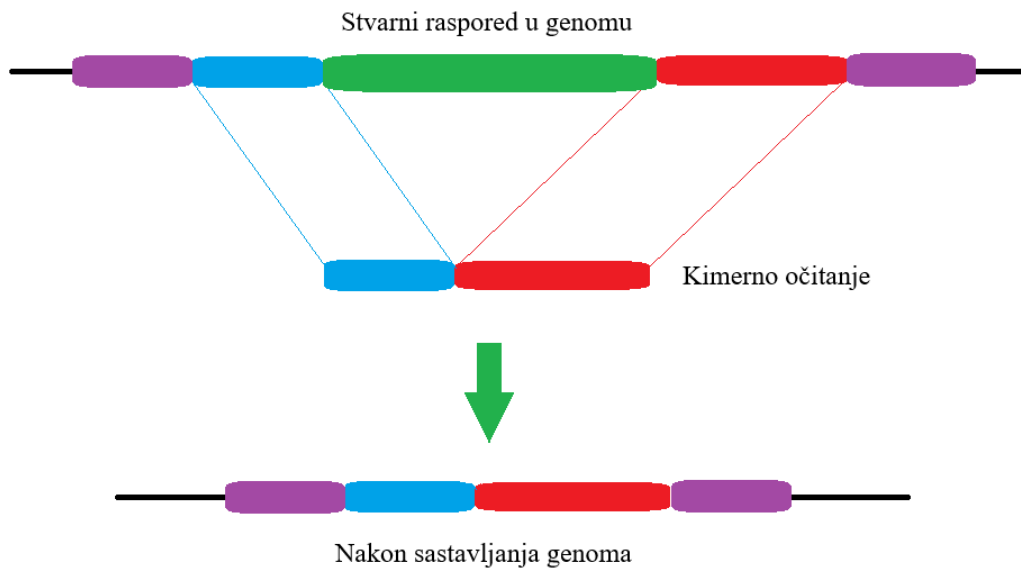 Stvarni raspored u genomu
Kimerno očitanje
Nakon sastavljanja genoma